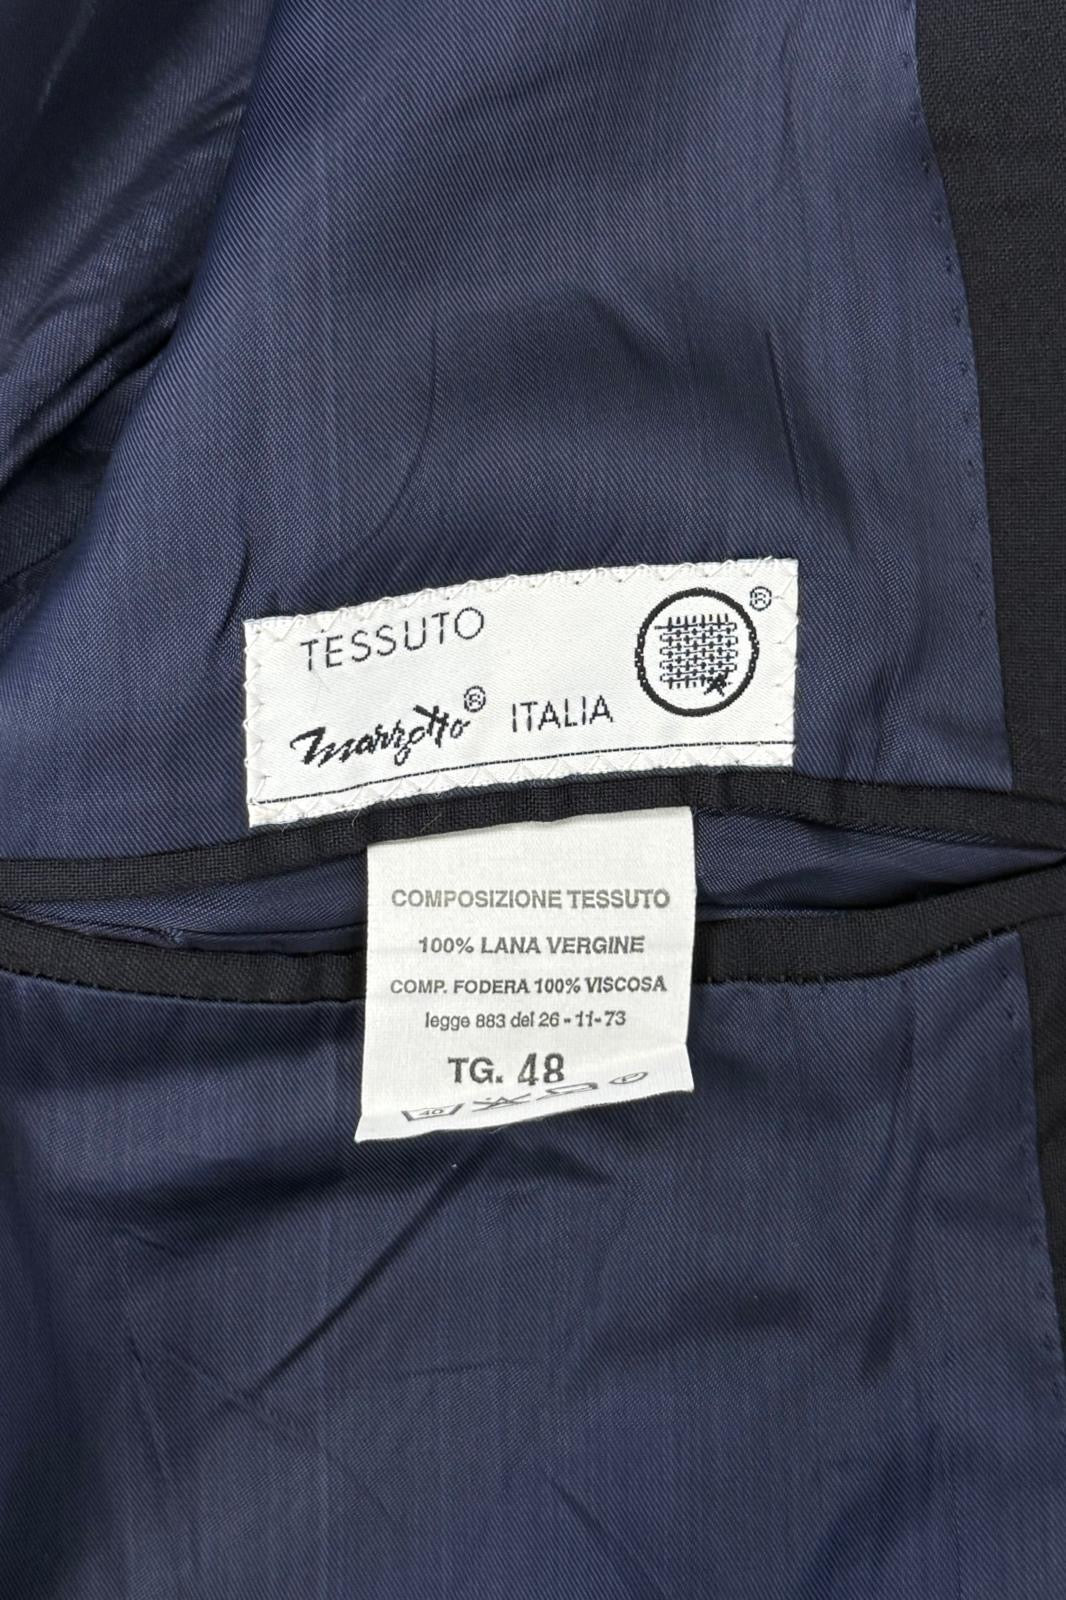 TESSUTO ®
marzotto® ITALIA
COMPOSIZIONE TESSUTO
100% LANA VERGINE
COMP. FODERA 100% VISCOSA
legge 883 del 26-11-73
TG. 48
40 P